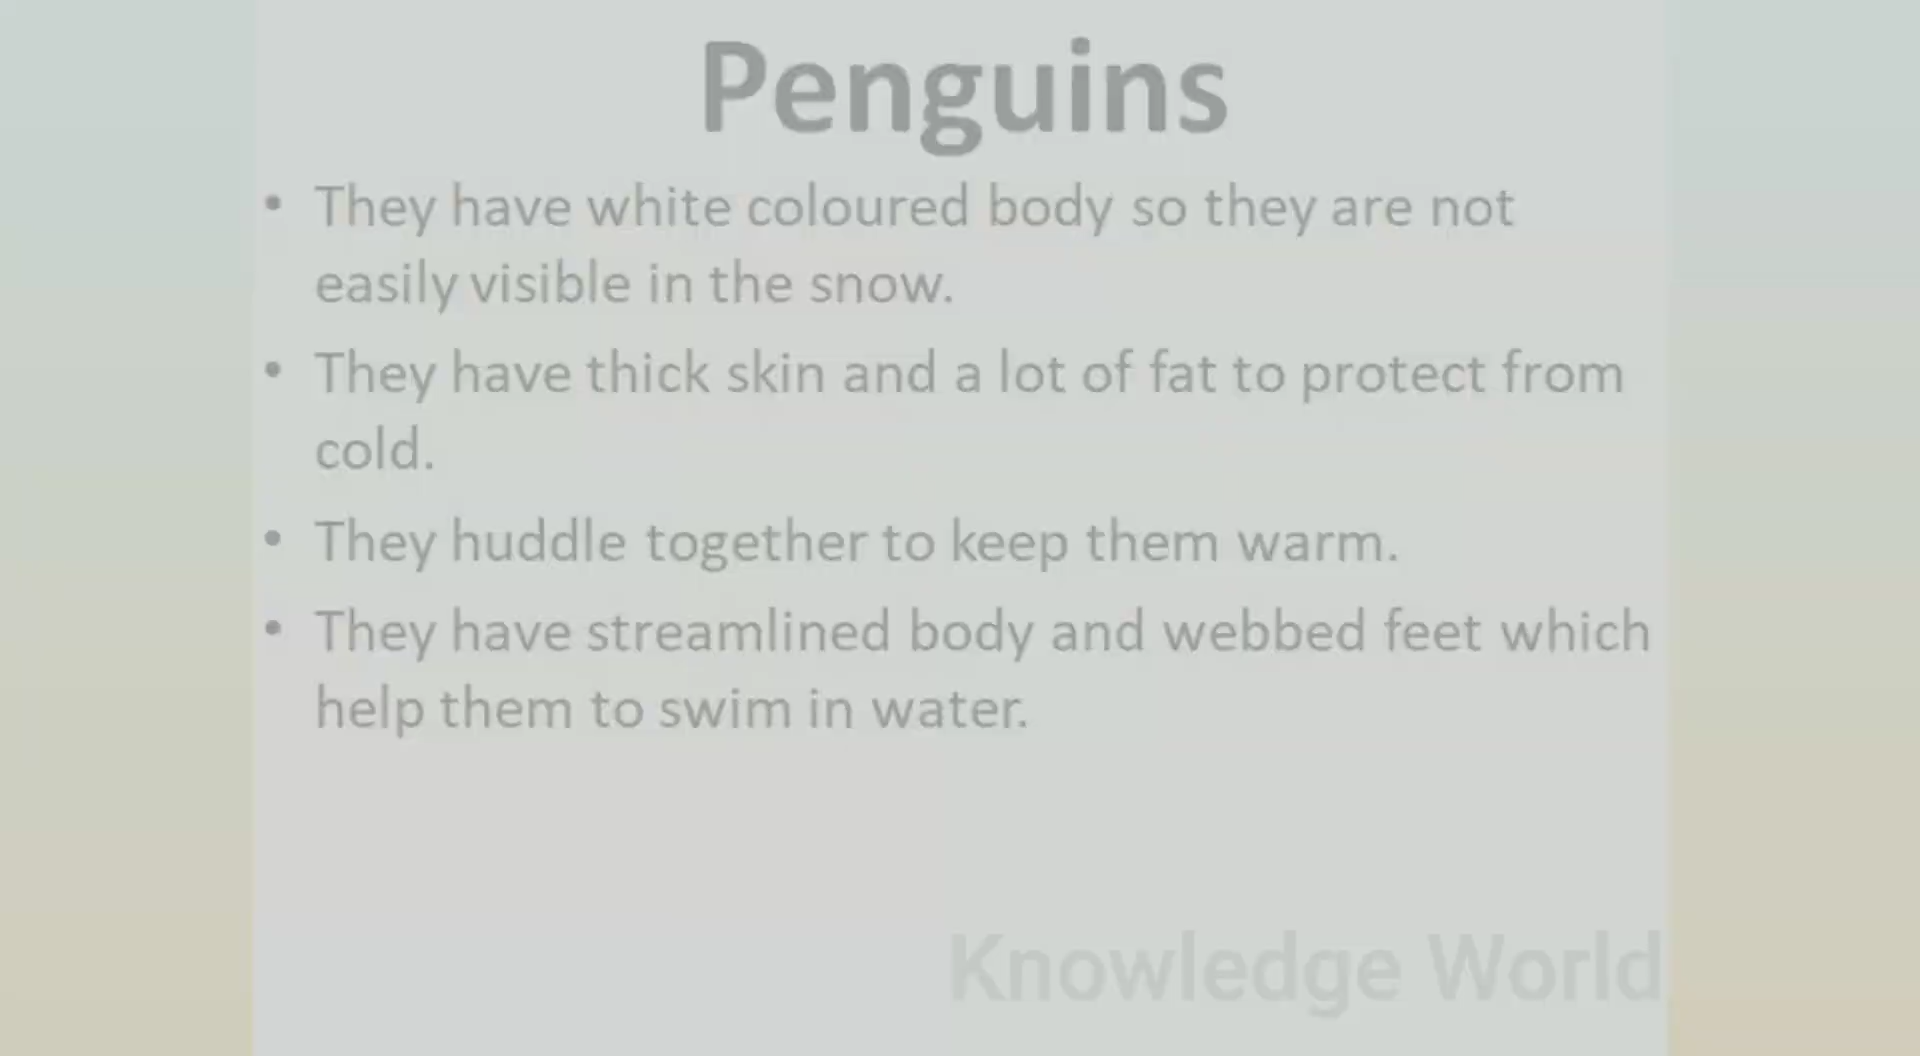 Penguins
• They have white coloured body so they are not
easily visible in the snow.
• They have thick skin and a lot of fat to protect from
cold.
• They huddle together to keep them warm.
• They have streamlined body and webbed feet which
help them to swim in water.
Knowledge World